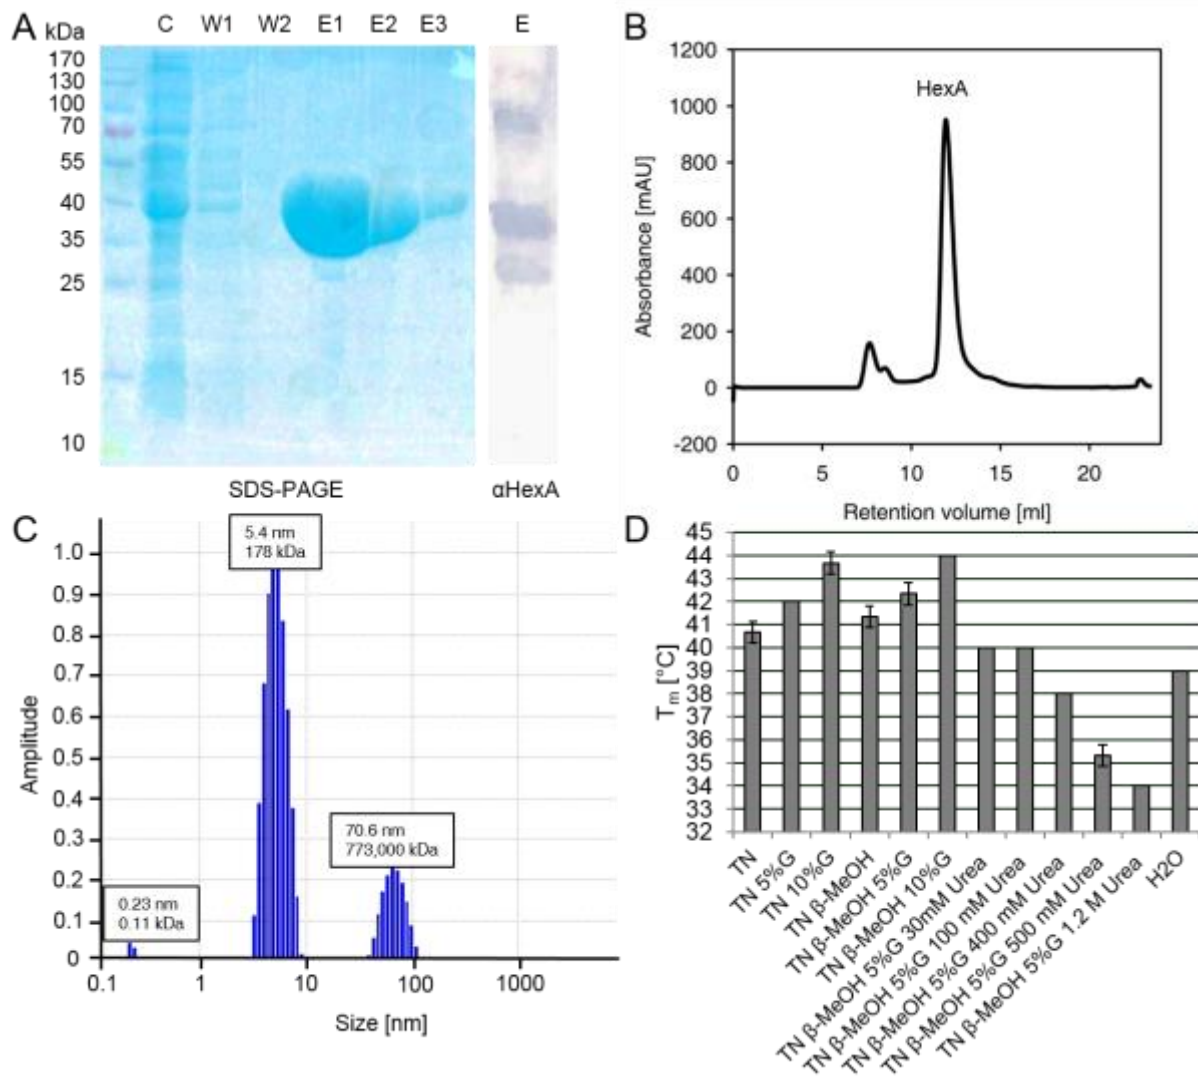 A kDa C W1 W2 E1 E2 E3 E
170
130
100
70
55
40
35
25
15
10
SDS-PAGE αHexA
B
HexA
Absorbance [mAU]
1200
1000
800
600
400
200
0
-200
0 5 10 15 20
Retention volume [ml]
C
5.4 nm
178 kDa
70.6 nm
773,000 kDa
0.23 nm
0.11 kDa
Amplitude
1.0
0.9
0.8
0.7
0.6
0.5
0.4
0.3
0.2
0.1
0
0.1 1 10 100 1000
Size [nm]
D
Tm [°C]
45
44
43
42
41
40
39
38
37
36
35
34
33
32
TN
TN 5%G
TN 10%G
TN β-MeOH
TN β-MeOH 5%G
TN β-MeOH 10%G
TN β-MeOH 5%G 30mM Urea
TN β-MeOH 5%G 100 mM Urea
TN β-MeOH 5%G 400 mM Urea
TN β-MeOH 5%G 500 mM Urea
TN β-MeOH 5%G 1.2 M Urea
H2O